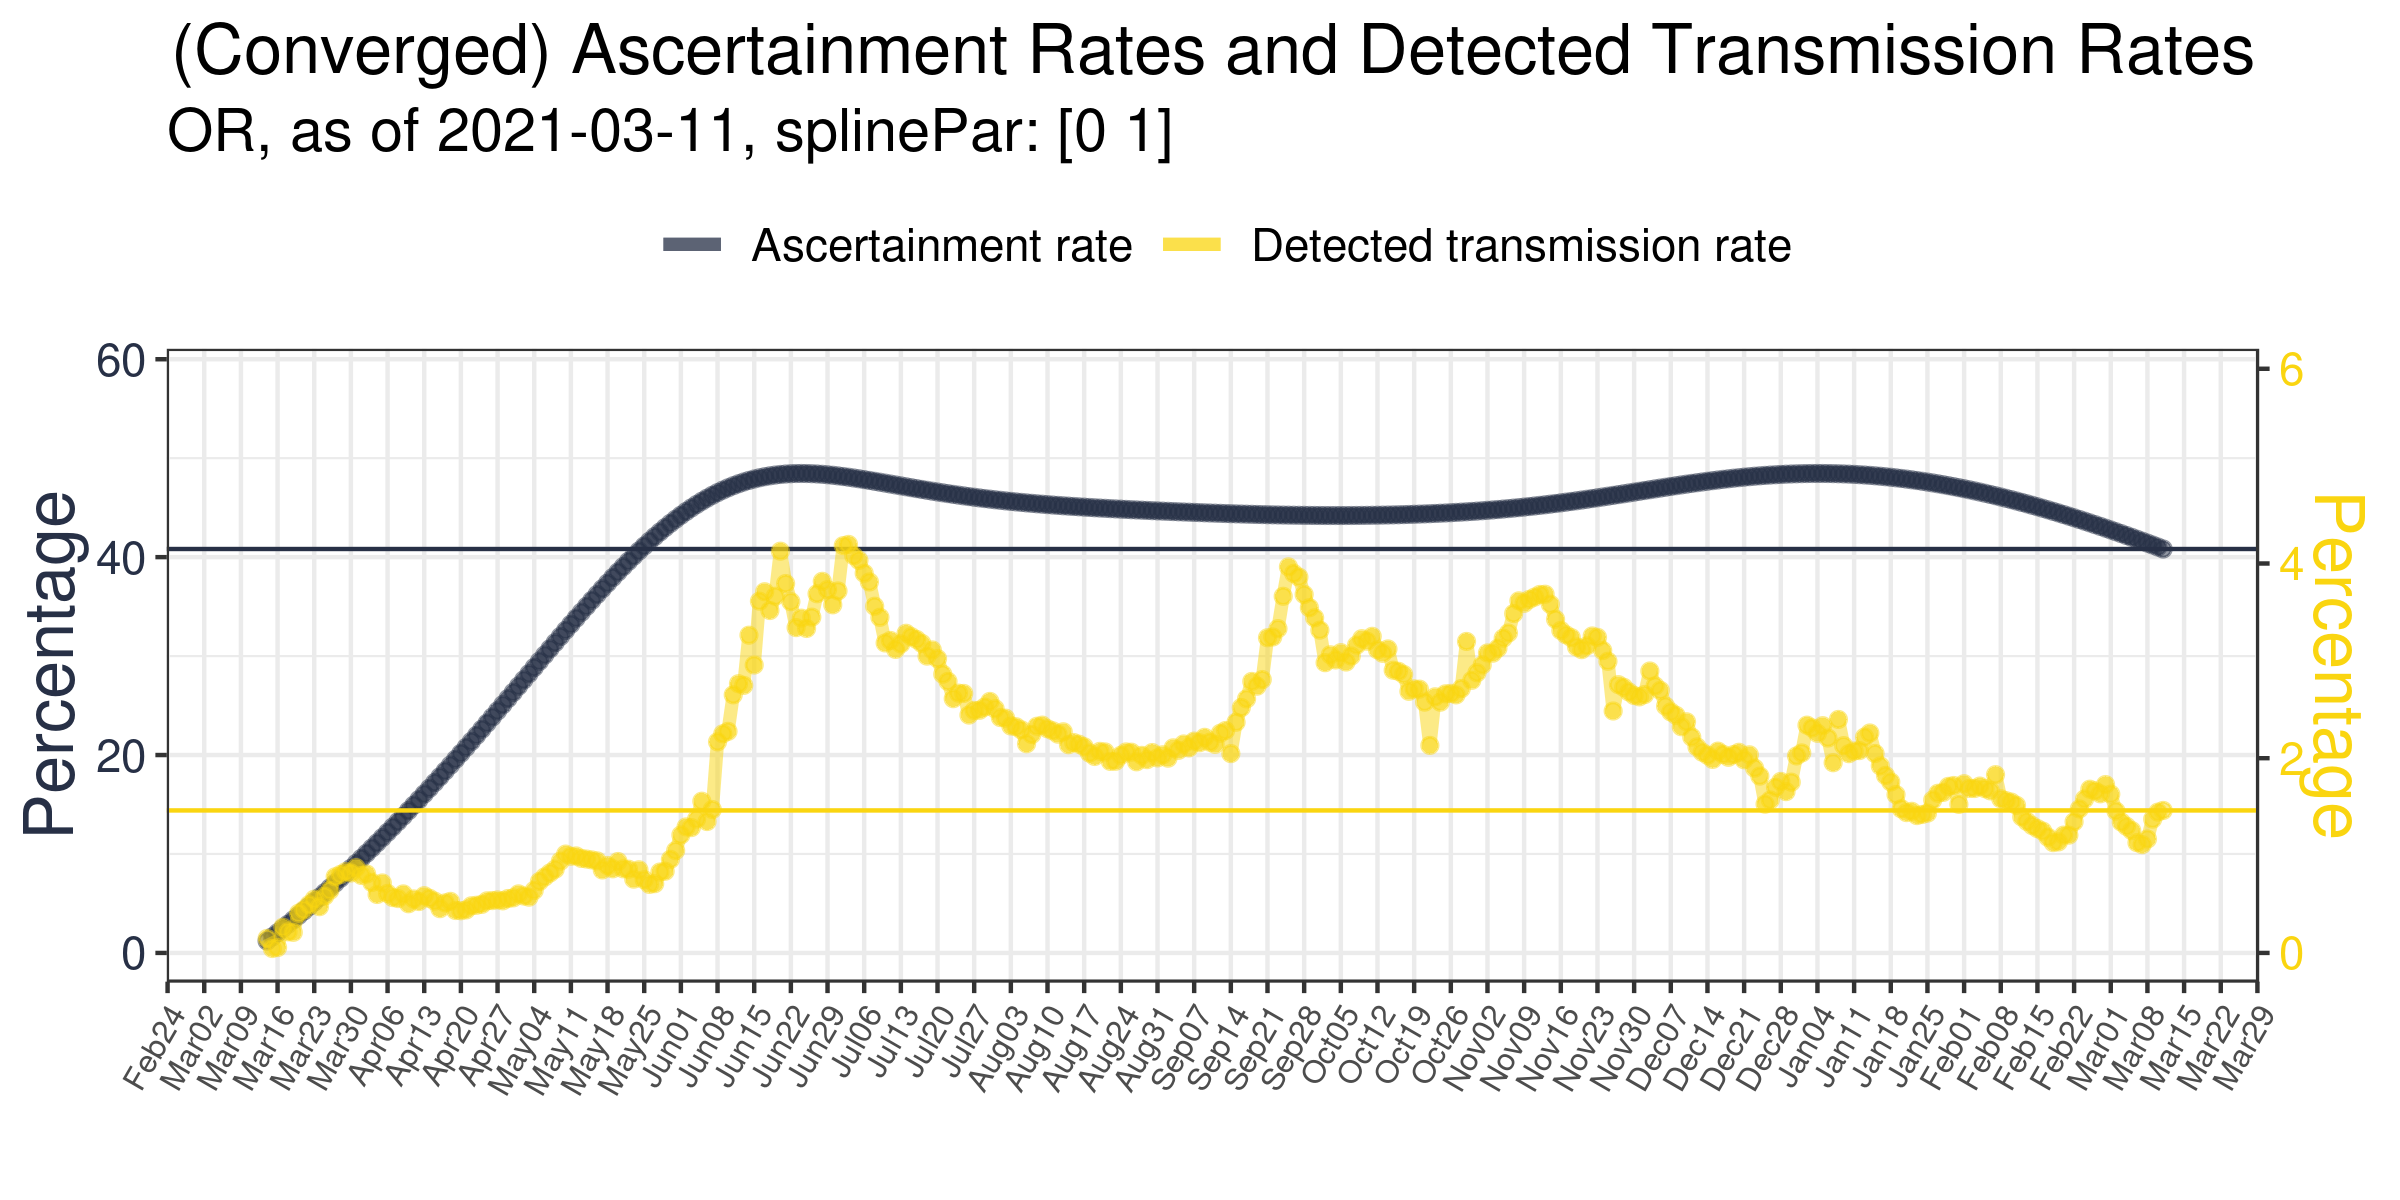 (Converged) Ascertainment Rates and Detected Transmission Rates
OR, as of 2021-03-11, splinePar: [0 1]
Ascertainment rate Detected transmission rate
Percentage
60
40
20
0
6
4
2
0
Percentage
Feb24 Mar02 Mar09 Mar16 Mar23 Mar30 Apr06 Apr13 Apr20 Apr27 May04 May11 May18 May25 Jun01 Jun08 Jun15 Jun22 Jun29 Jul06 Jul13 Jul20 Jul27 Aug03 Aug10 Aug17 Aug24 Aug31 Sep07 Sep14 Sep21 Sep28 Oct05 Oct12 Oct19 Oct26 Nov02 Nov09 Nov16 Nov23 Nov30 Dec07 Dec14 Dec21 Dec28 Jan04 Jan11 Jan18 Jan25 Feb01 Feb08 Feb15 Feb22 Mar01 Mar08 Mar15 Mar22 Mar29